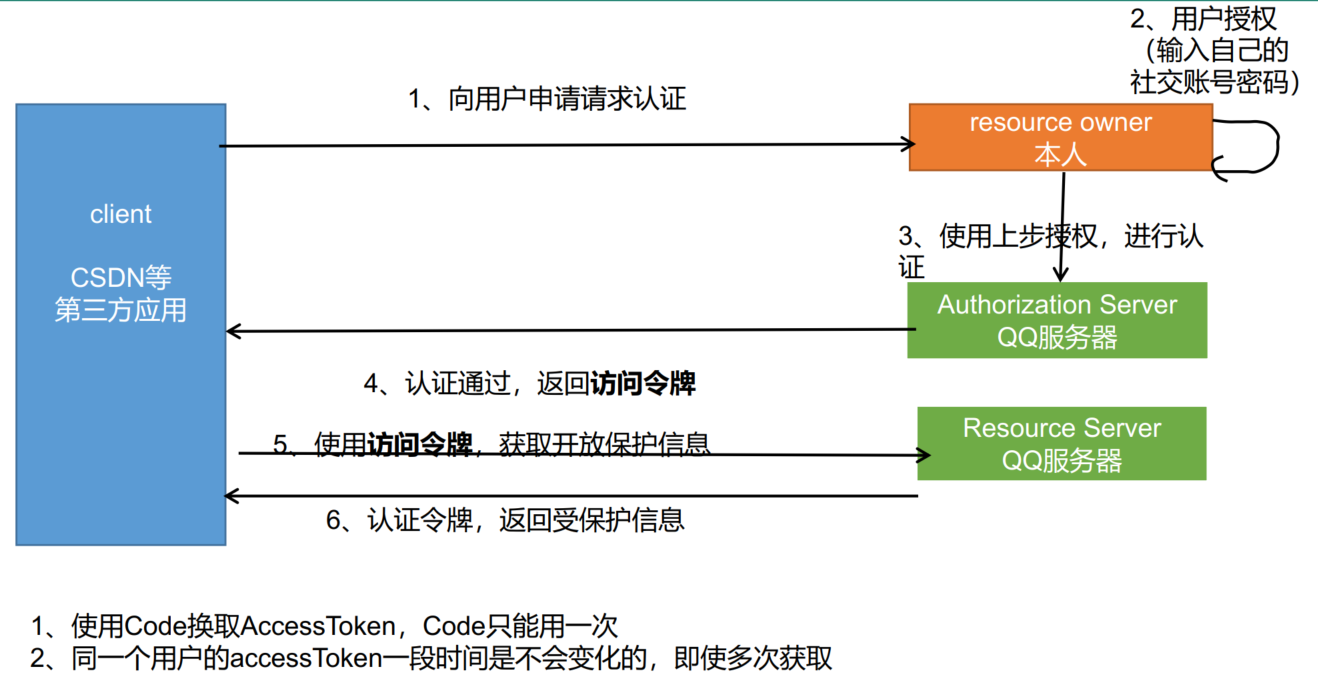 2、用户授权
（输入自己的
社交账号密码）
1、向用户申请请求认证
resource owner
本人
client
CSDN等
第三方应用
3、使用上步授权，进行认
证
Authorization Server
QQ服务器
4、认证通过，返回访问令牌
Resource Server
QQ服务器
5、使用访问令牌，获取开放保护信息
6、认证令牌，返回受保护信息
1、使用Code换取AccessToken，Code只能用一次
2、同一个用户的accessToken一段时间是不会变化的，即使多次获取